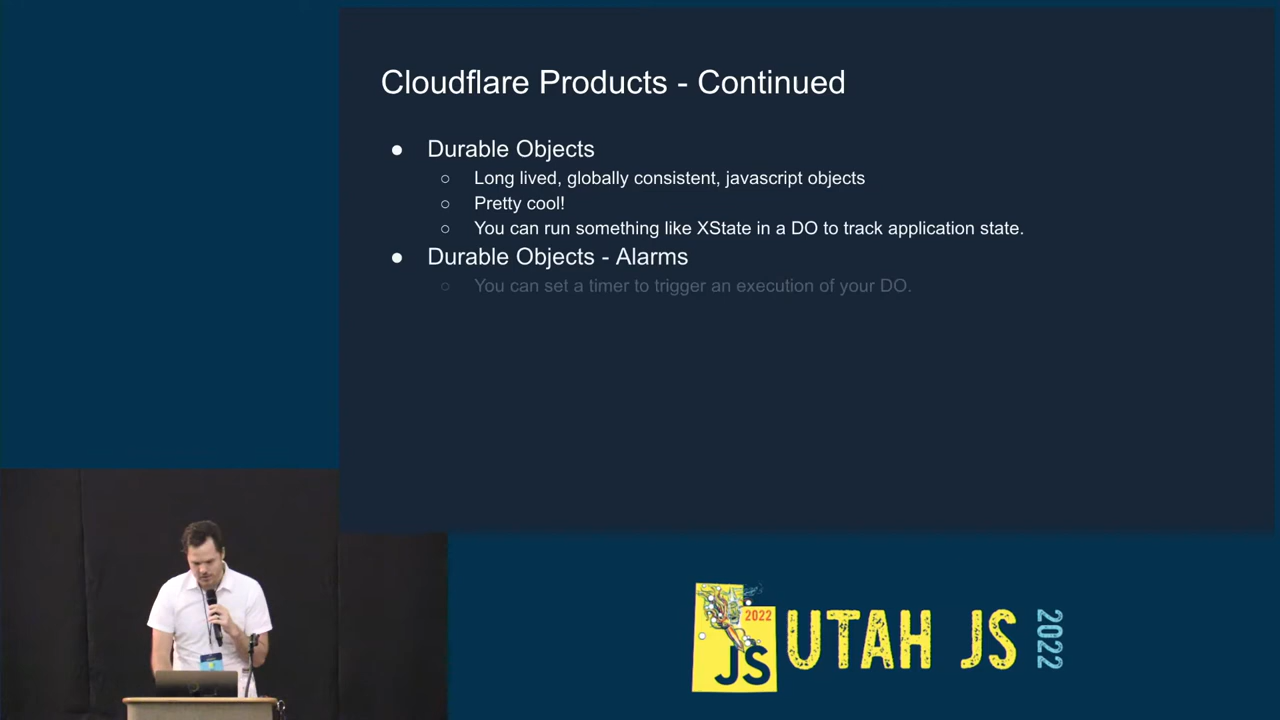 Cloudflare Products - Continued
● Durable Objects
○ Long lived, globally consistent, javascript objects
○ Pretty cool!
○ You can run something like XState in a DO to track application state.
● Durable Objects - Alarms
○ You can set a timer to trigger an execution of your DO.
2022
JS
UTAH JS
2022